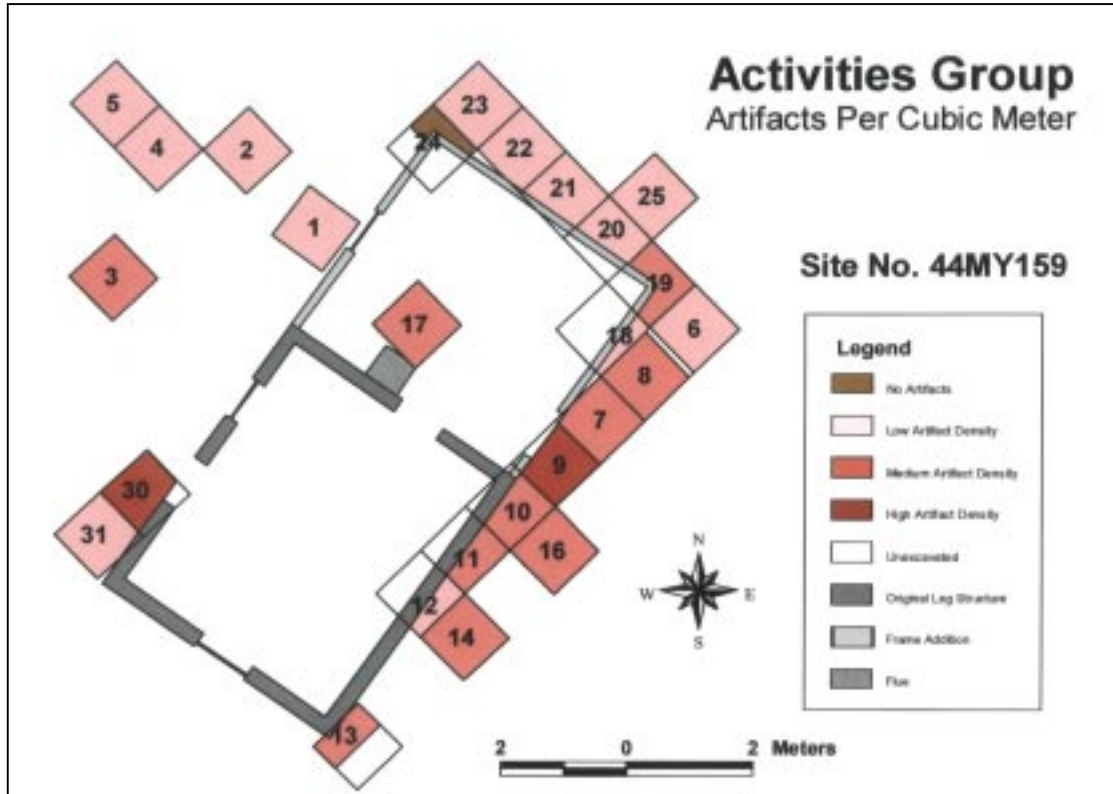 Activities Group
Artifacts Per Cubic Meter
Site No. 44MY159
Legend
No Artifacts
Low Artifact Density
Medium Artifact Density
High Artifact Density
Unexcavated
Original Log Structure
Frame Addition
Flue
5
4
2
1
3
23
24
22
21
25
20
19
6
18
17
8
7
9
30
31
10
16
11
12
14
13
N
W E
S
2 0 2 Meters